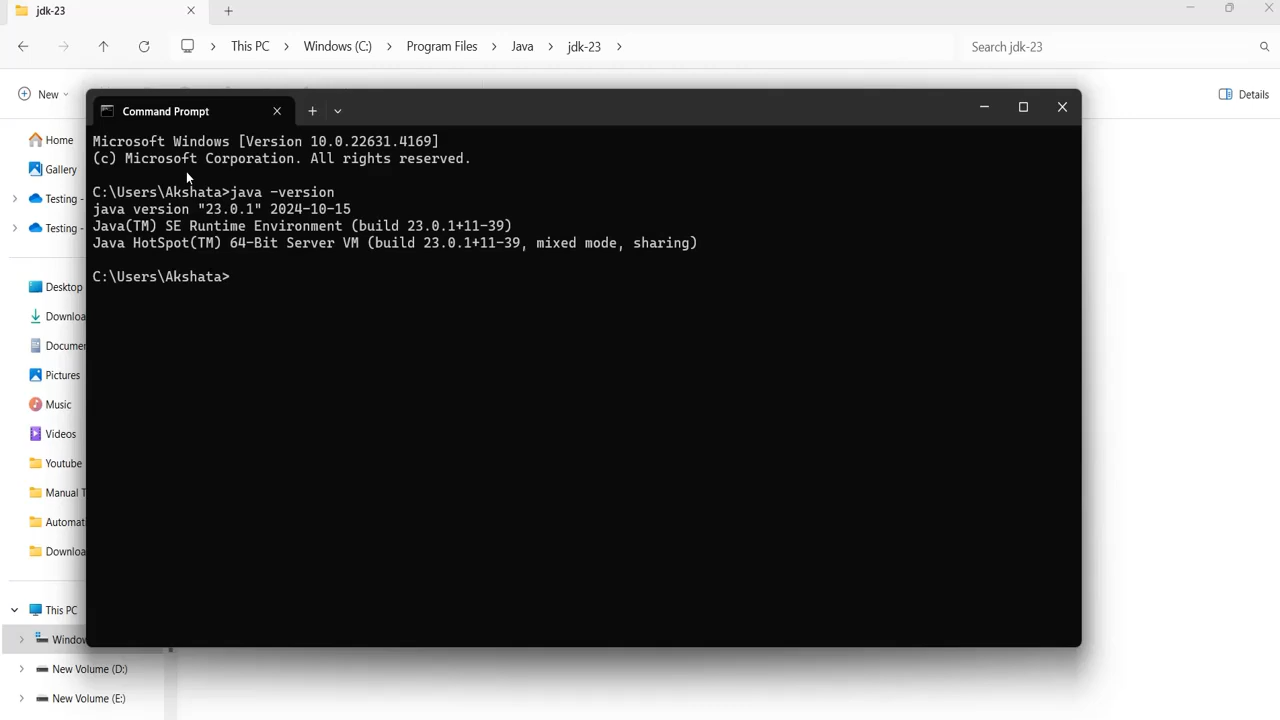 jdk-23
This PC > Windows (C:) > Program Files > Java > jdk-23 >
Search jdk-23
New
Details
Command Prompt
Microsoft Windows [Version 10.0.22631.4169]
(c) Microsoft Corporation. All rights reserved.
C:\Users\Akshata>java -version
java version "23.0.1" 2024-10-15
Java(TM) SE Runtime Environment (build 23.0.1+11-39)
Java HotSpot(TM) 64-Bit Server VM (build 23.0.1+11-39, mixed mode, sharing)
C:\Users\Akshata>
Home
Gallery
Testing -
Testing -
Desktop
Downloa
Documer
Pictures
Music
Videos
Youtube
Manual T
Automat
Downloa
This PC
Window
New Volume (D:)
New Volume (E:)